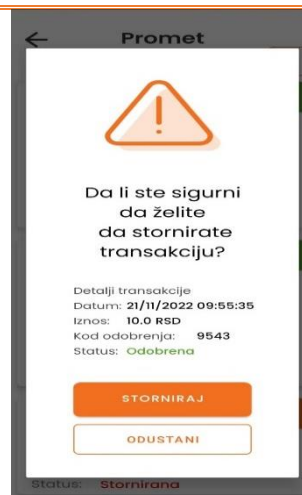 Promet
Da li ste sigurni
da želite
da stornirate
transakciju?
Detalji transakcije
Datum: 21/11/2022 09:55:35
Iznos: 10.0 RSD
Kod odobrenja: 9543
Status: Odobrena
STORNIRAJ
ODUSTANI
Status: Stornirana